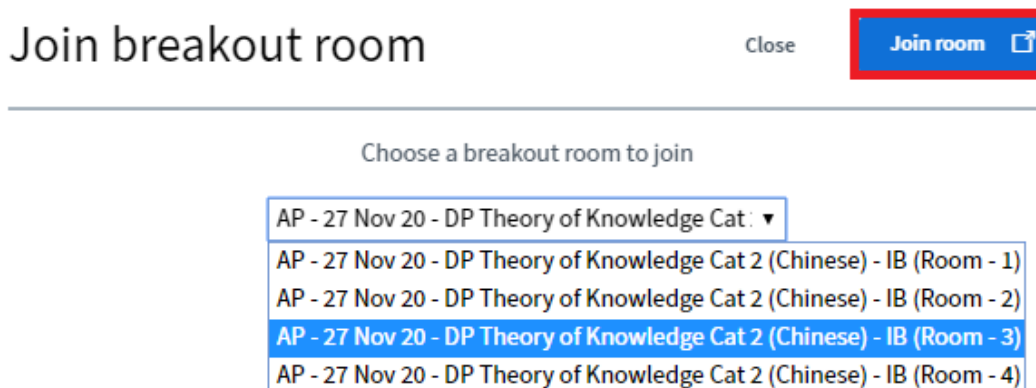 Join breakout room
Close
Join room
Choose a breakout room to join
AP - 27 Nov 20 - DP Theory of Knowledge Cat
AP - 27 Nov 20 - DP Theory of Knowledge Cat 2 (Chinese) - IB (Room - 1)
AP - 27 Nov 20 - DP Theory of Knowledge Cat 2 (Chinese) - IB (Room - 2)
AP - 27 Nov 20 - DP Theory of Knowledge Cat 2 (Chinese) - IB (Room - 3)
AP - 27 Nov 20 - DP Theory of Knowledge Cat 2 (Chinese) - IB (Room - 4)